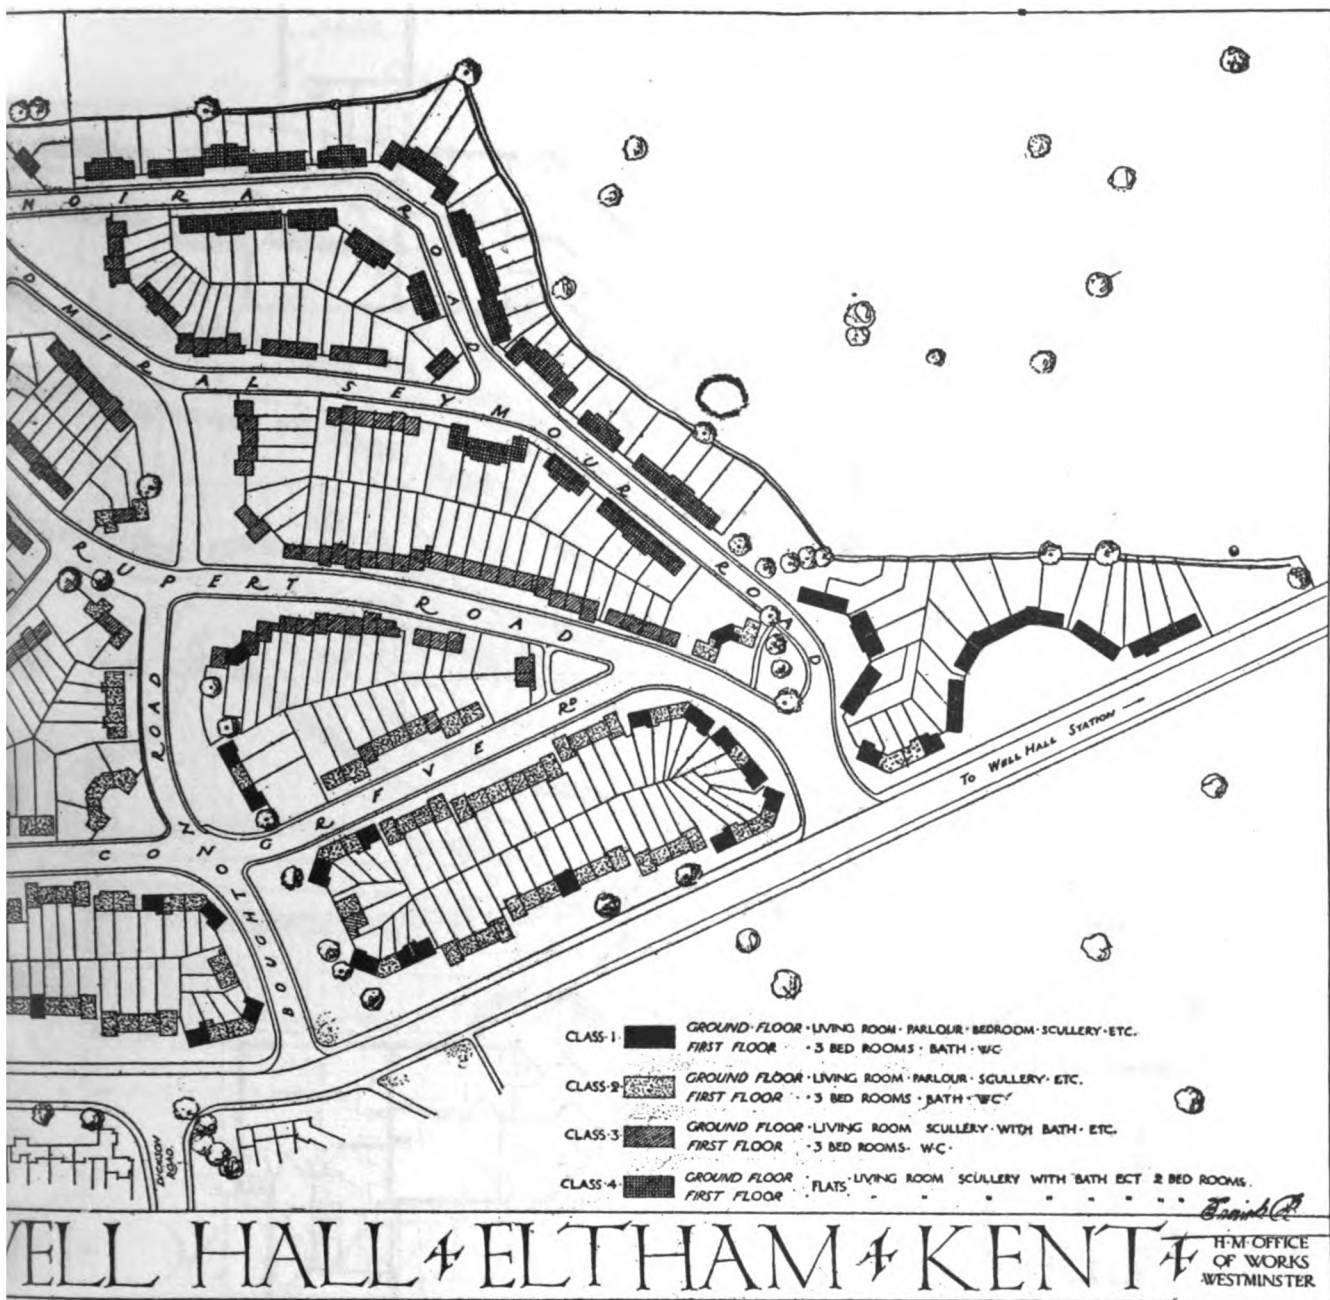 MOIRA ROAD
DMIRAL SEYMOUR ROAD
RUPERT ROAD
ROAD
CONGREVE RD
BOUGHTON
TO WELL HALL STATION
DICKSON
ROAD.
CLASS·1· GROUND·FLOOR·LIVING ROOM·PARLOUR·BEDROOM·SCULLERY·ETC.
FIRST FLOOR ·3 BED ROOMS·BATH·WC
CLASS·2· GROUND FLOOR·LIVING ROOM·PARLOUR·SCULLERY·ETC.
FIRST FLOOR ·3 BED ROOMS·BATH·WC
CLASS·3· GROUND FLOOR·LIVING ROOM SCULLERY·WITH BATH·ETC.
FIRST FLOOR ·3 BED ROOMS·W·C·
CLASS·4· GROUND FLOOR FLATS LIVING ROOM SCULLERY WITH BATH ECT 2 BED ROOMS.
FIRST FLOOR " " " " " " "
ELL HALL ELTHAM KENT
H·M·OFFICE
OF WORKS
WESTMINSTER